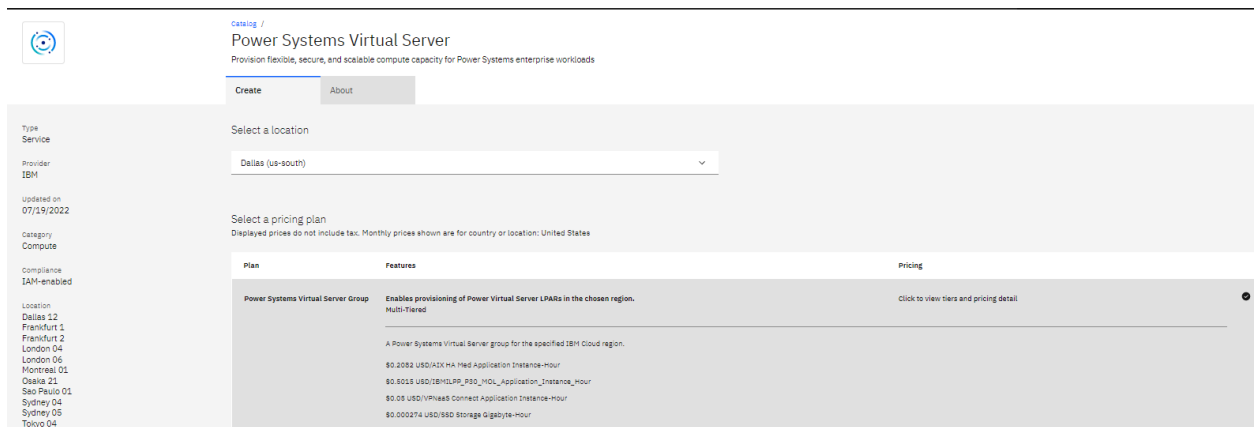 Catalog /
Power Systems Virtual Server
Provision flexible, secure, and scalable compute capacity for Power Systems enterprise workloads
Create
About
Type
Service
Provider
IBM
Updated on
07/19/2022
Category
Compute
Compliance
IAM-enabled
Location
Dallas 12
Frankfurt 1
Frankfurt 2
London 04
London 06
Montreal 01
Osaka 21
Sao Paulo 01
Sydney 04
Sydney 05
Tokyo 04
Select a location
Dallas (us-south)
Select a pricing plan
Displayed prices do not include tax. Monthly prices shown are for country or location: United States
Plan
Features
Pricing
Power Systems Virtual Server Group
Enables provisioning of Power Virtual Server LPARs in the chosen region.
Multi-Tiered
Click to view tiers and pricing detail
A Power Systems Virtual Server group for the specified IBM Cloud region.
$0.2082 USD/AIX HA Med Application Instance-Hour
$0.5015 USD/IBMILPP_P30_MOL_Application_Instance_Hour
$0.08 USD/VPNaaS Connect Application Instance-Hour
$0.000274 USD/SSD Storage Gigabyte-Hour